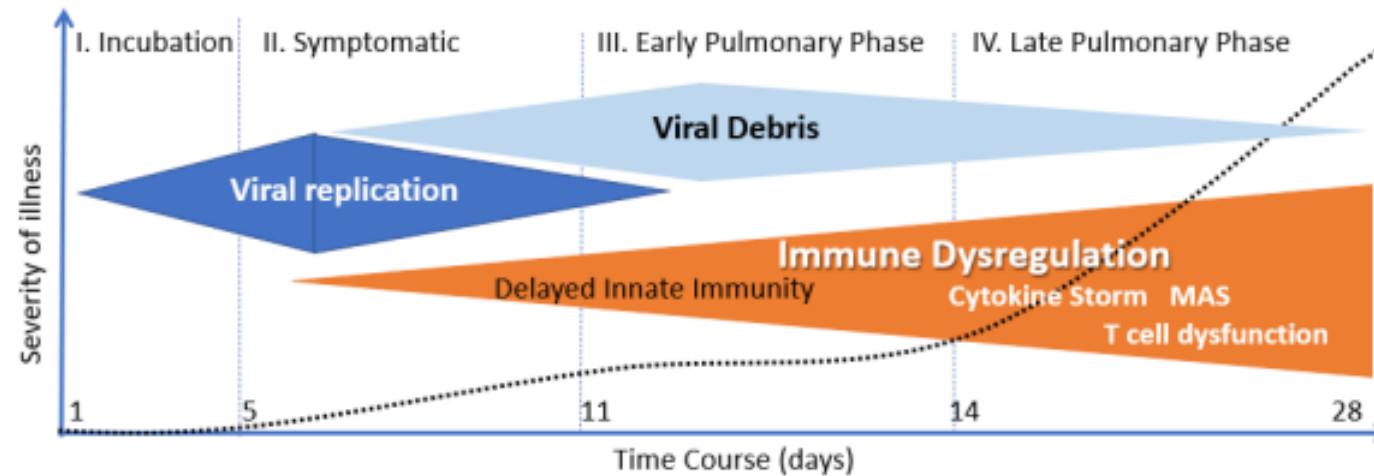 I. Incubation
II. Symptomatic
III. Early Pulmonary Phase
IV. Late Pulmonary Phase
Viral Debris
Viral replication
Immune Dysregulation
Delayed Innate Immunity
Cytokine Storm MAS
T cell dysfunction
Severity of illness
1
5
11
14
28
Time Course (days)